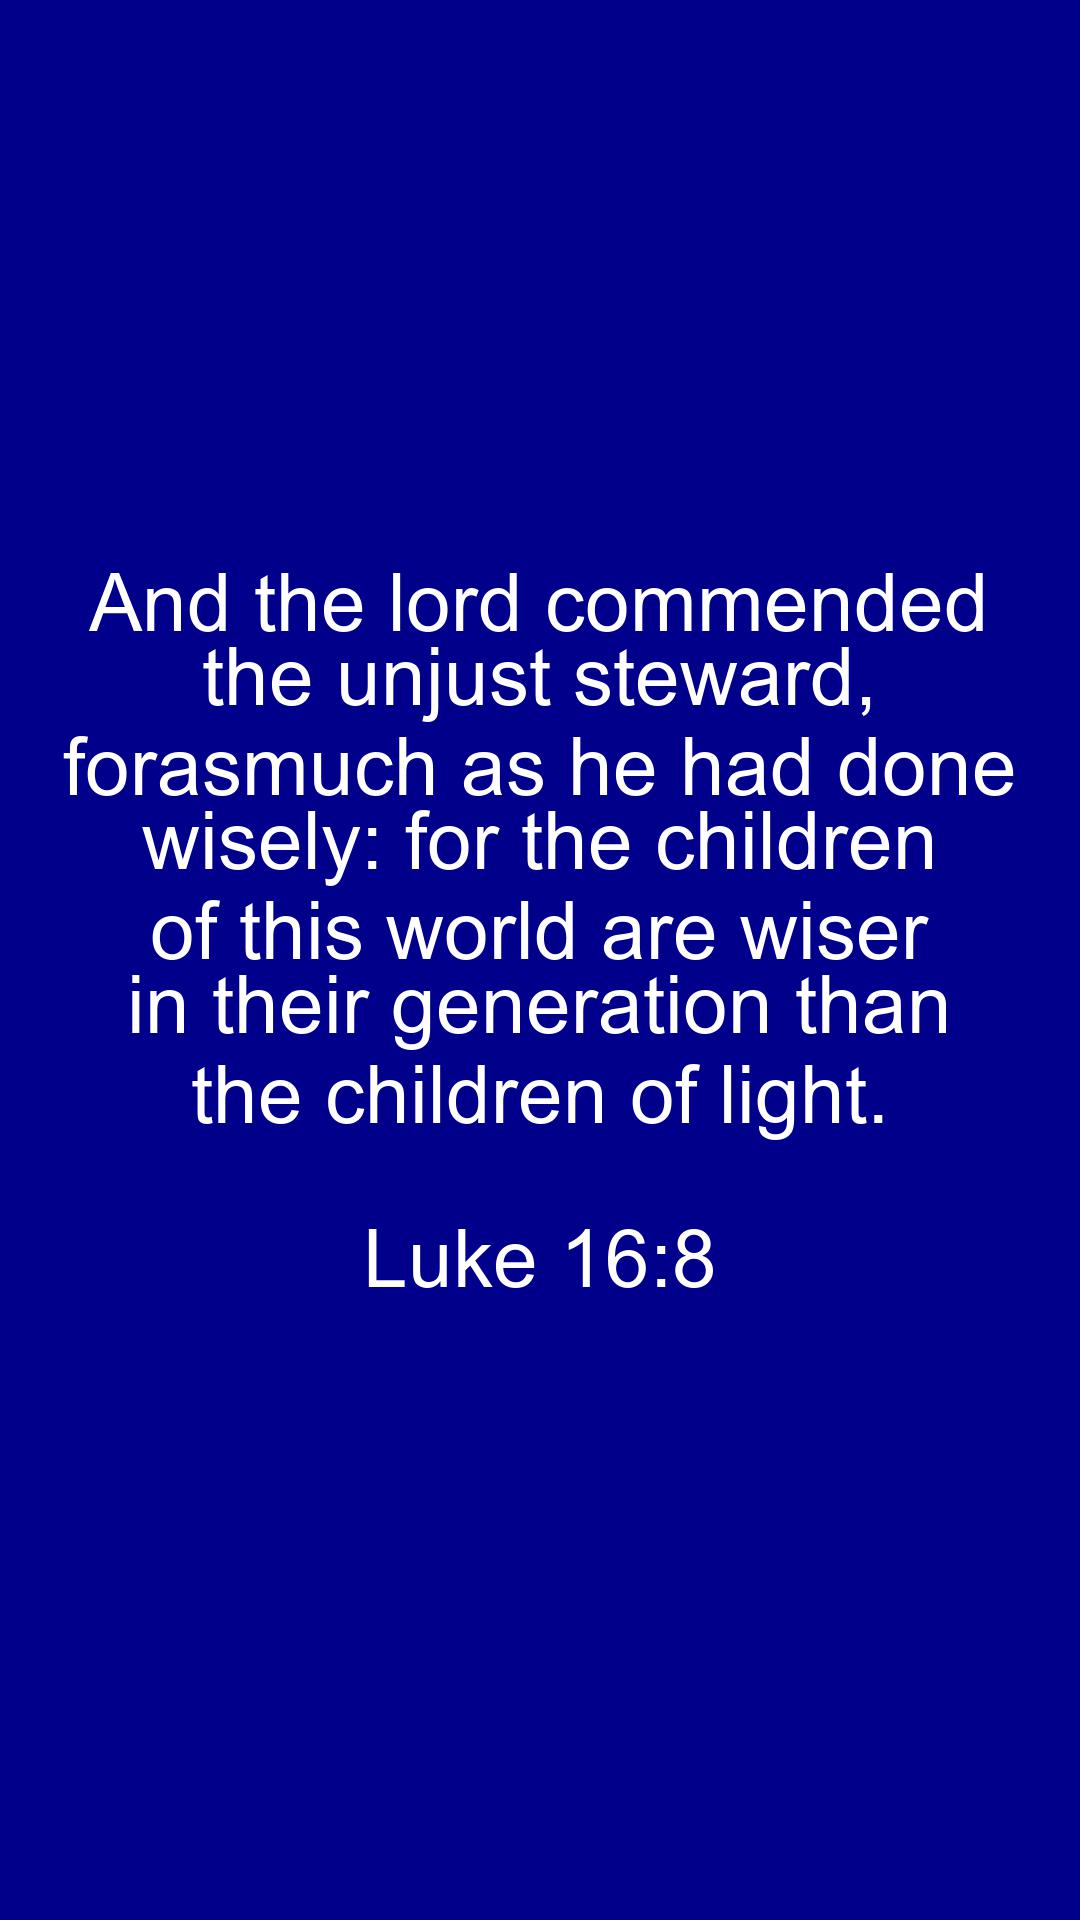 And the lord commended
the unjust steward,
forasmuch as he had done
wisely: for the children
of this world are wiser
in their generation than
the children of light.
Luke 16:8